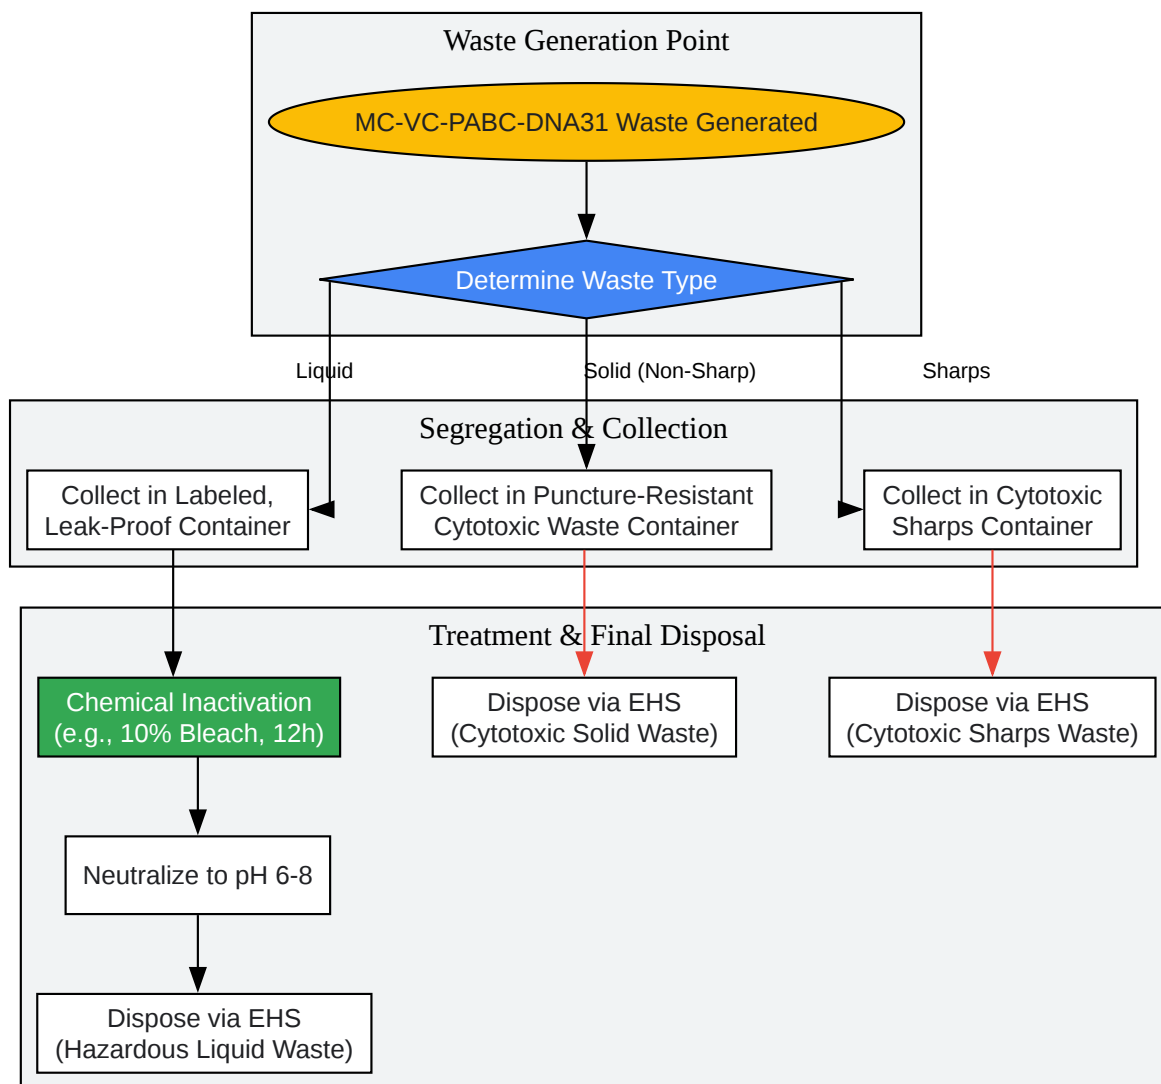 Waste Generation Point
MC-VC-PABC-DNA31 Waste Generated
Determine Waste Type
Liquid
Solid (Non-Sharp)
Sharps
Segregation & Collection
Collect in Labeled,
Leak-Proof Container
Collect in Puncture-Resistant
Cytotoxic Waste Container
Collect in Cytotoxic
Sharps Container
Treatment & Final Disposal
Chemical Inactivation
(e.g., 10% Bleach, 12h)
Dispose via EHS
(Cytotoxic Solid Waste)
Dispose via EHS
(Cytotoxic Sharps Waste)
Neutralize to pH 6-8
Dispose via EHS
(Hazardous Liquid Waste)